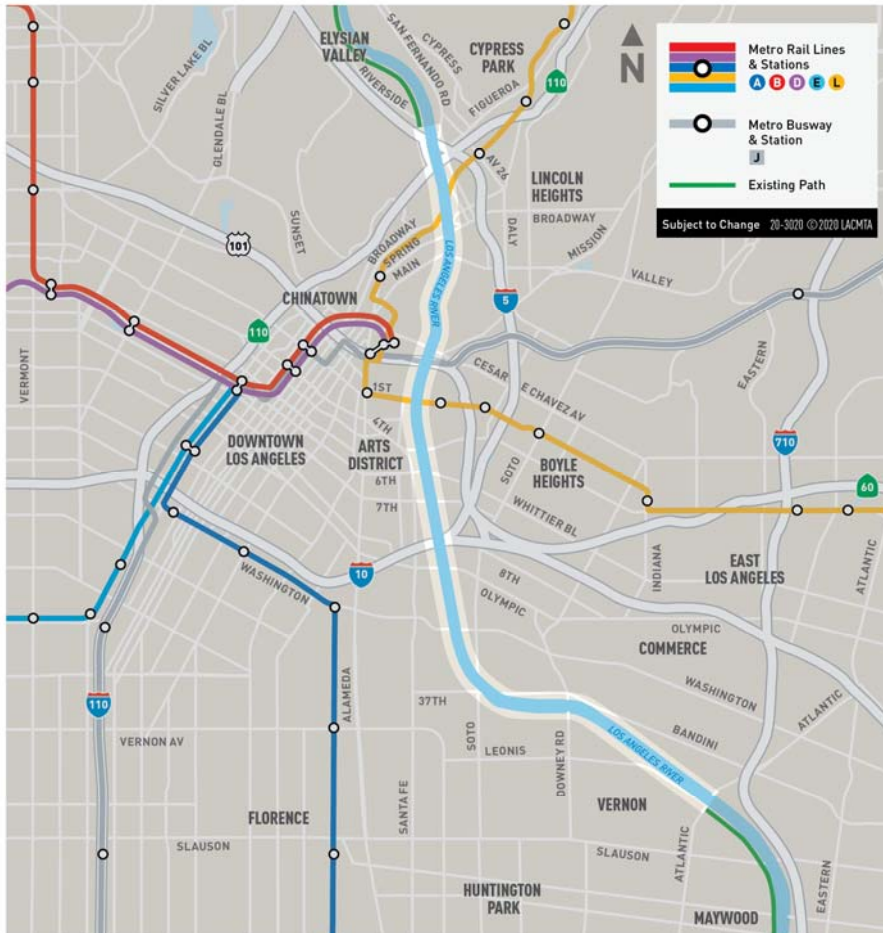 ELYSIAN
VALLEY
SAN FERNANDO RD
CYPRESS
CYPRESS
PARK
RIVERSIDE
FIGUEROA
110
N
SILVER LAKE BL
GLENDALE BL
AV 26
LINCOLN
HEIGHTS
BROADWAY
DALY
MISSION
VALLEY
Metro Rail Lines
& Stations
A B D E L
Metro Busway
& Station
J
Existing Path
Subject to Change 20-3020 ©2020 LACMTA
SUNSET
101
BROADWAY
SPRING
MAIN
LOS ANGELES RIVER
CHINATOWN
5
110
VERMONT
EASTERN
CESAR E CHAVEZ AV
1ST
4TH
DOWNTOWN
LOS ANGELES
ARTS
DISTRICT
6TH
7TH
SOTO
BOYLE
HEIGHTS
WHITTIER BL
710
60
10
WASHINGTON
8TH
OLYMPIC
INDIANA
EAST
LOS ANGELES
ATLANTIC
OLYMPIC
COMMERCE
WASHINGTON
ATLANTIC
110
ALAMEDA
37TH
SOTO
LEONIS
DOWNEY RD
BANDINI
LOS ANGELES RIVER
VERNON AV
FLORENCE
SANTA FE
VERNON
SLAUSON
SLAUSON
ATLANTIC
EASTERN
HUNTINGTON
PARK
MAYWOOD